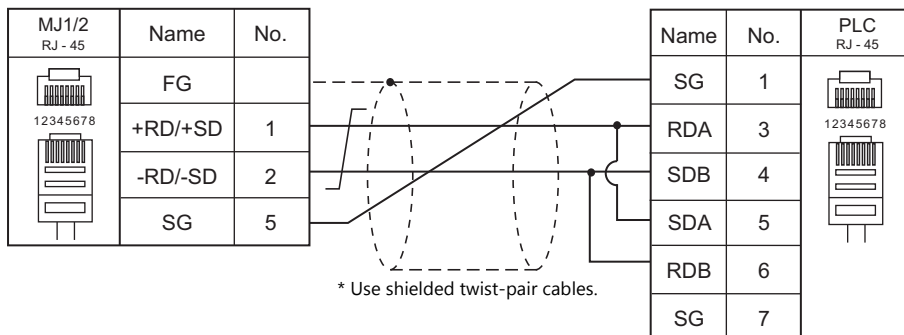 MJ1/2
RJ - 45
Name No.
FG
+RD/+SD 1
-RD/-SD 2
SG 5
12345678
* Use shielded twist-pair cables.
Name No.
PLC
RJ - 45
SG 1
RDA 3
SDB 4
SDA 5
RDB 6
SG 7
12345678